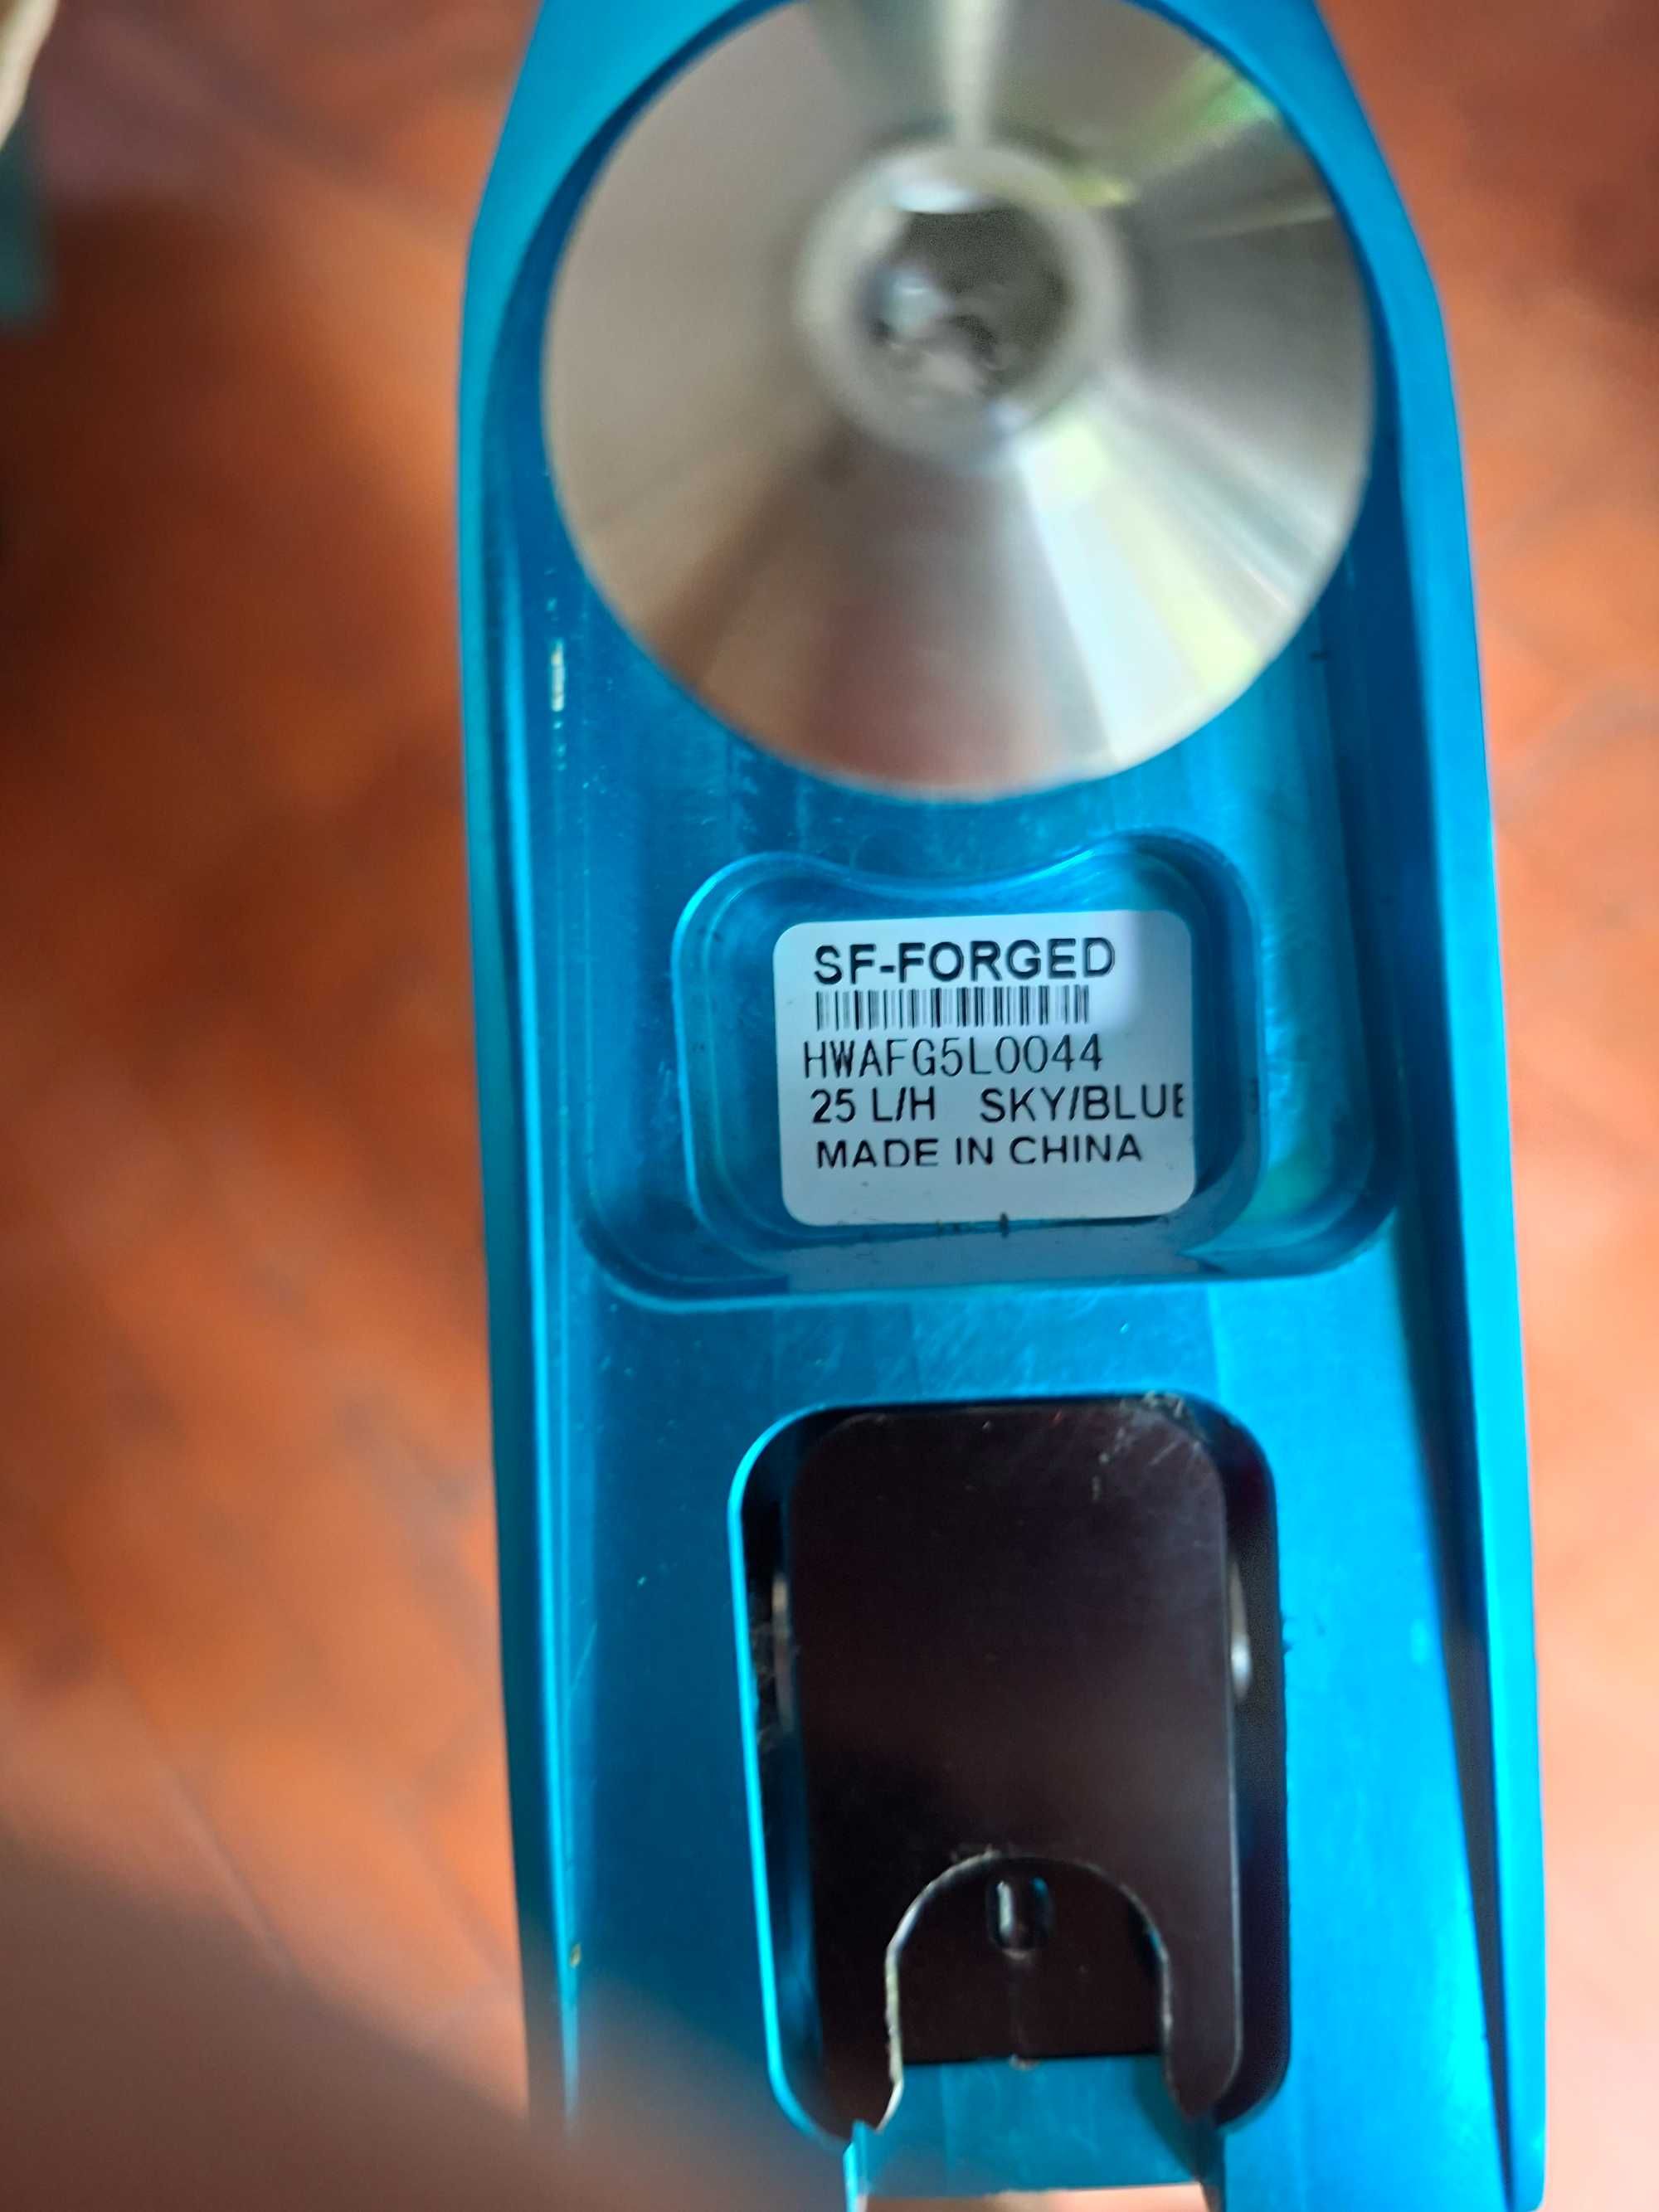 SF-FORGED
HWAFG5L0044
25 L/H SKY/BLUE
MADE IN CHINA